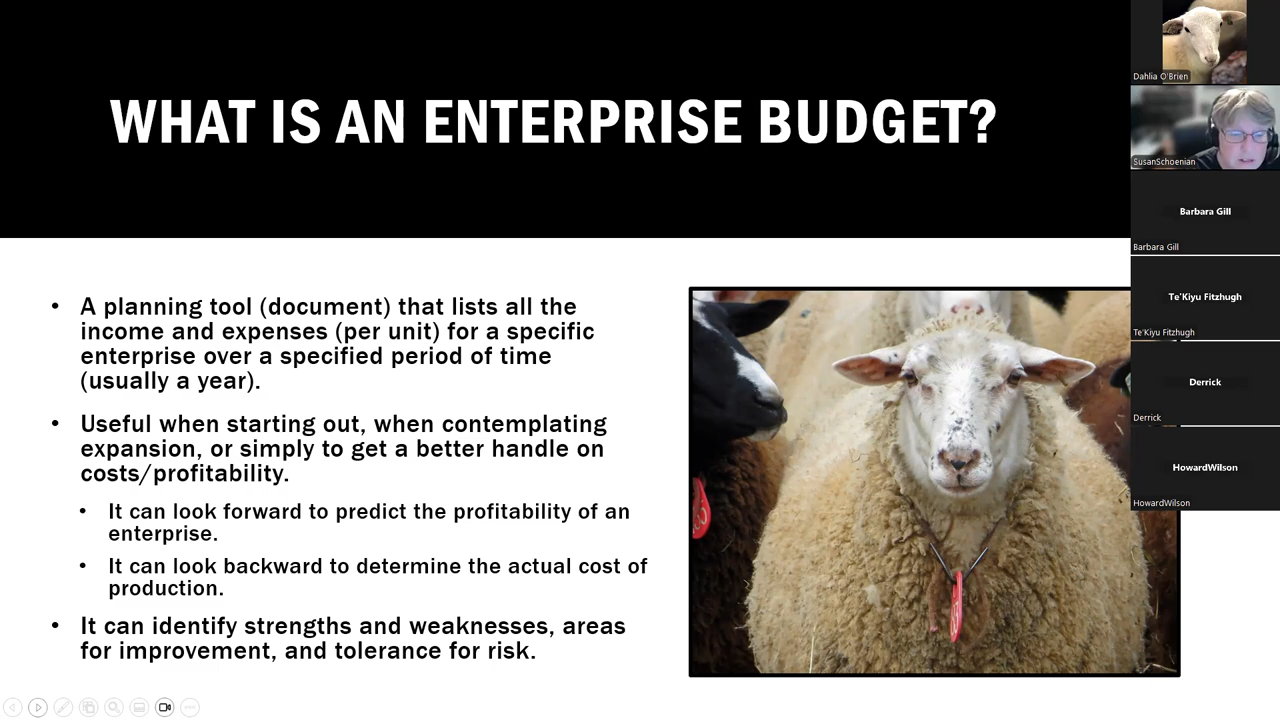 WHAT IS AN ENTERPRISE BUDGET?
• A planning tool (document) that lists all the
income and expenses (per unit) for a specific
enterprise over a specified period of time
(usually a year).
• Useful when starting out, when contemplating
expansion, or simply to get a better handle on
costs/profitability.
• It can look forward to predict the profitability of an
enterprise.
• It can look backward to determine the actual cost of
production.
• It can identify strengths and weaknesses, areas
for improvement, and tolerance for risk.
Dahlia O'Brien
SusanSchoenian
Barbara Gill
Barbara Gill
Te'Kiyu Fitzhugh
Te'Kiyu Fitzhugh
Derrick
Derrick
HowardWilson
HowardWilson